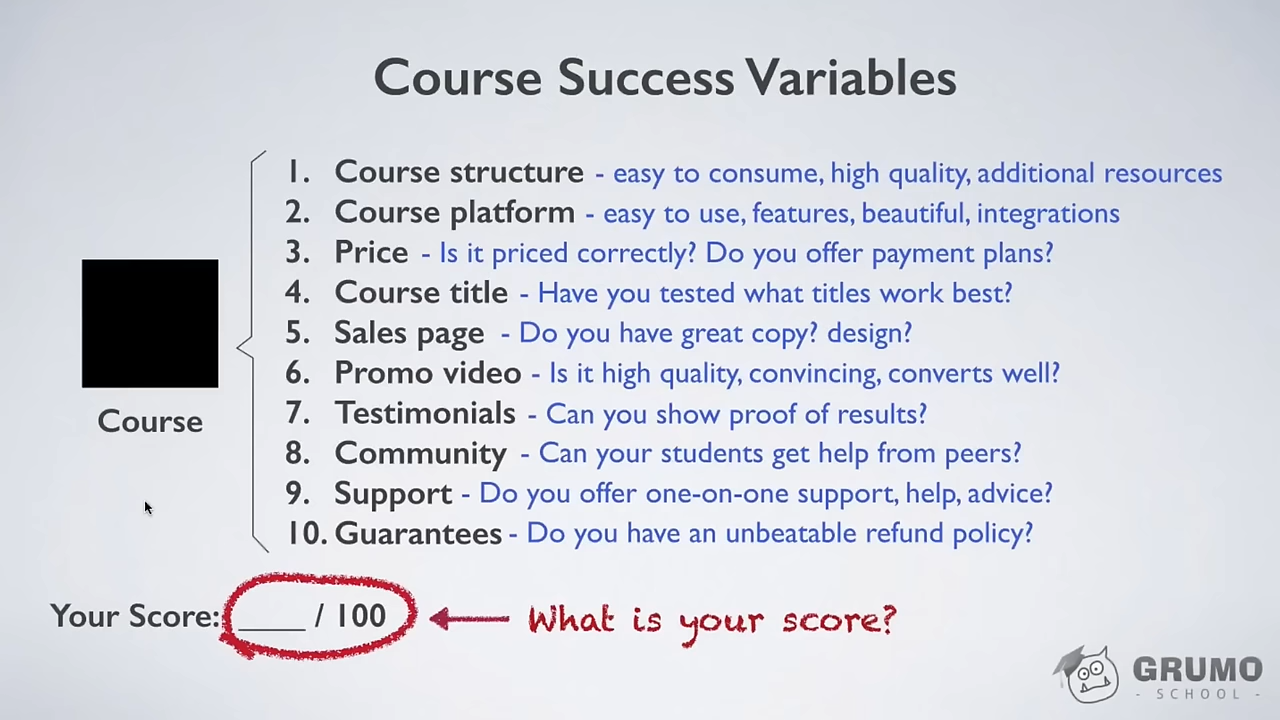 Course Success Variables
1. Course structure - easy to consume, high quality, additional resources
2. Course platform - easy to use, features, beautiful, integrations
3. Price - Is it priced correctly? Do you offer payment plans?
4. Course title - Have you tested what titles work best?
5. Sales page - Do you have great copy? design?
6. Promo video - Is it high quality, convincing, converts well?
7. Testimonials - Can you show proof of results?
8. Community - Can your students get help from peers?
9. Support - Do you offer one-on-one support, help, advice?
10. Guarantees - Do you have an unbeatable refund policy?
Course
Your Score: ____ / 100 What is your score?
GRUMO
- SCHOOL -